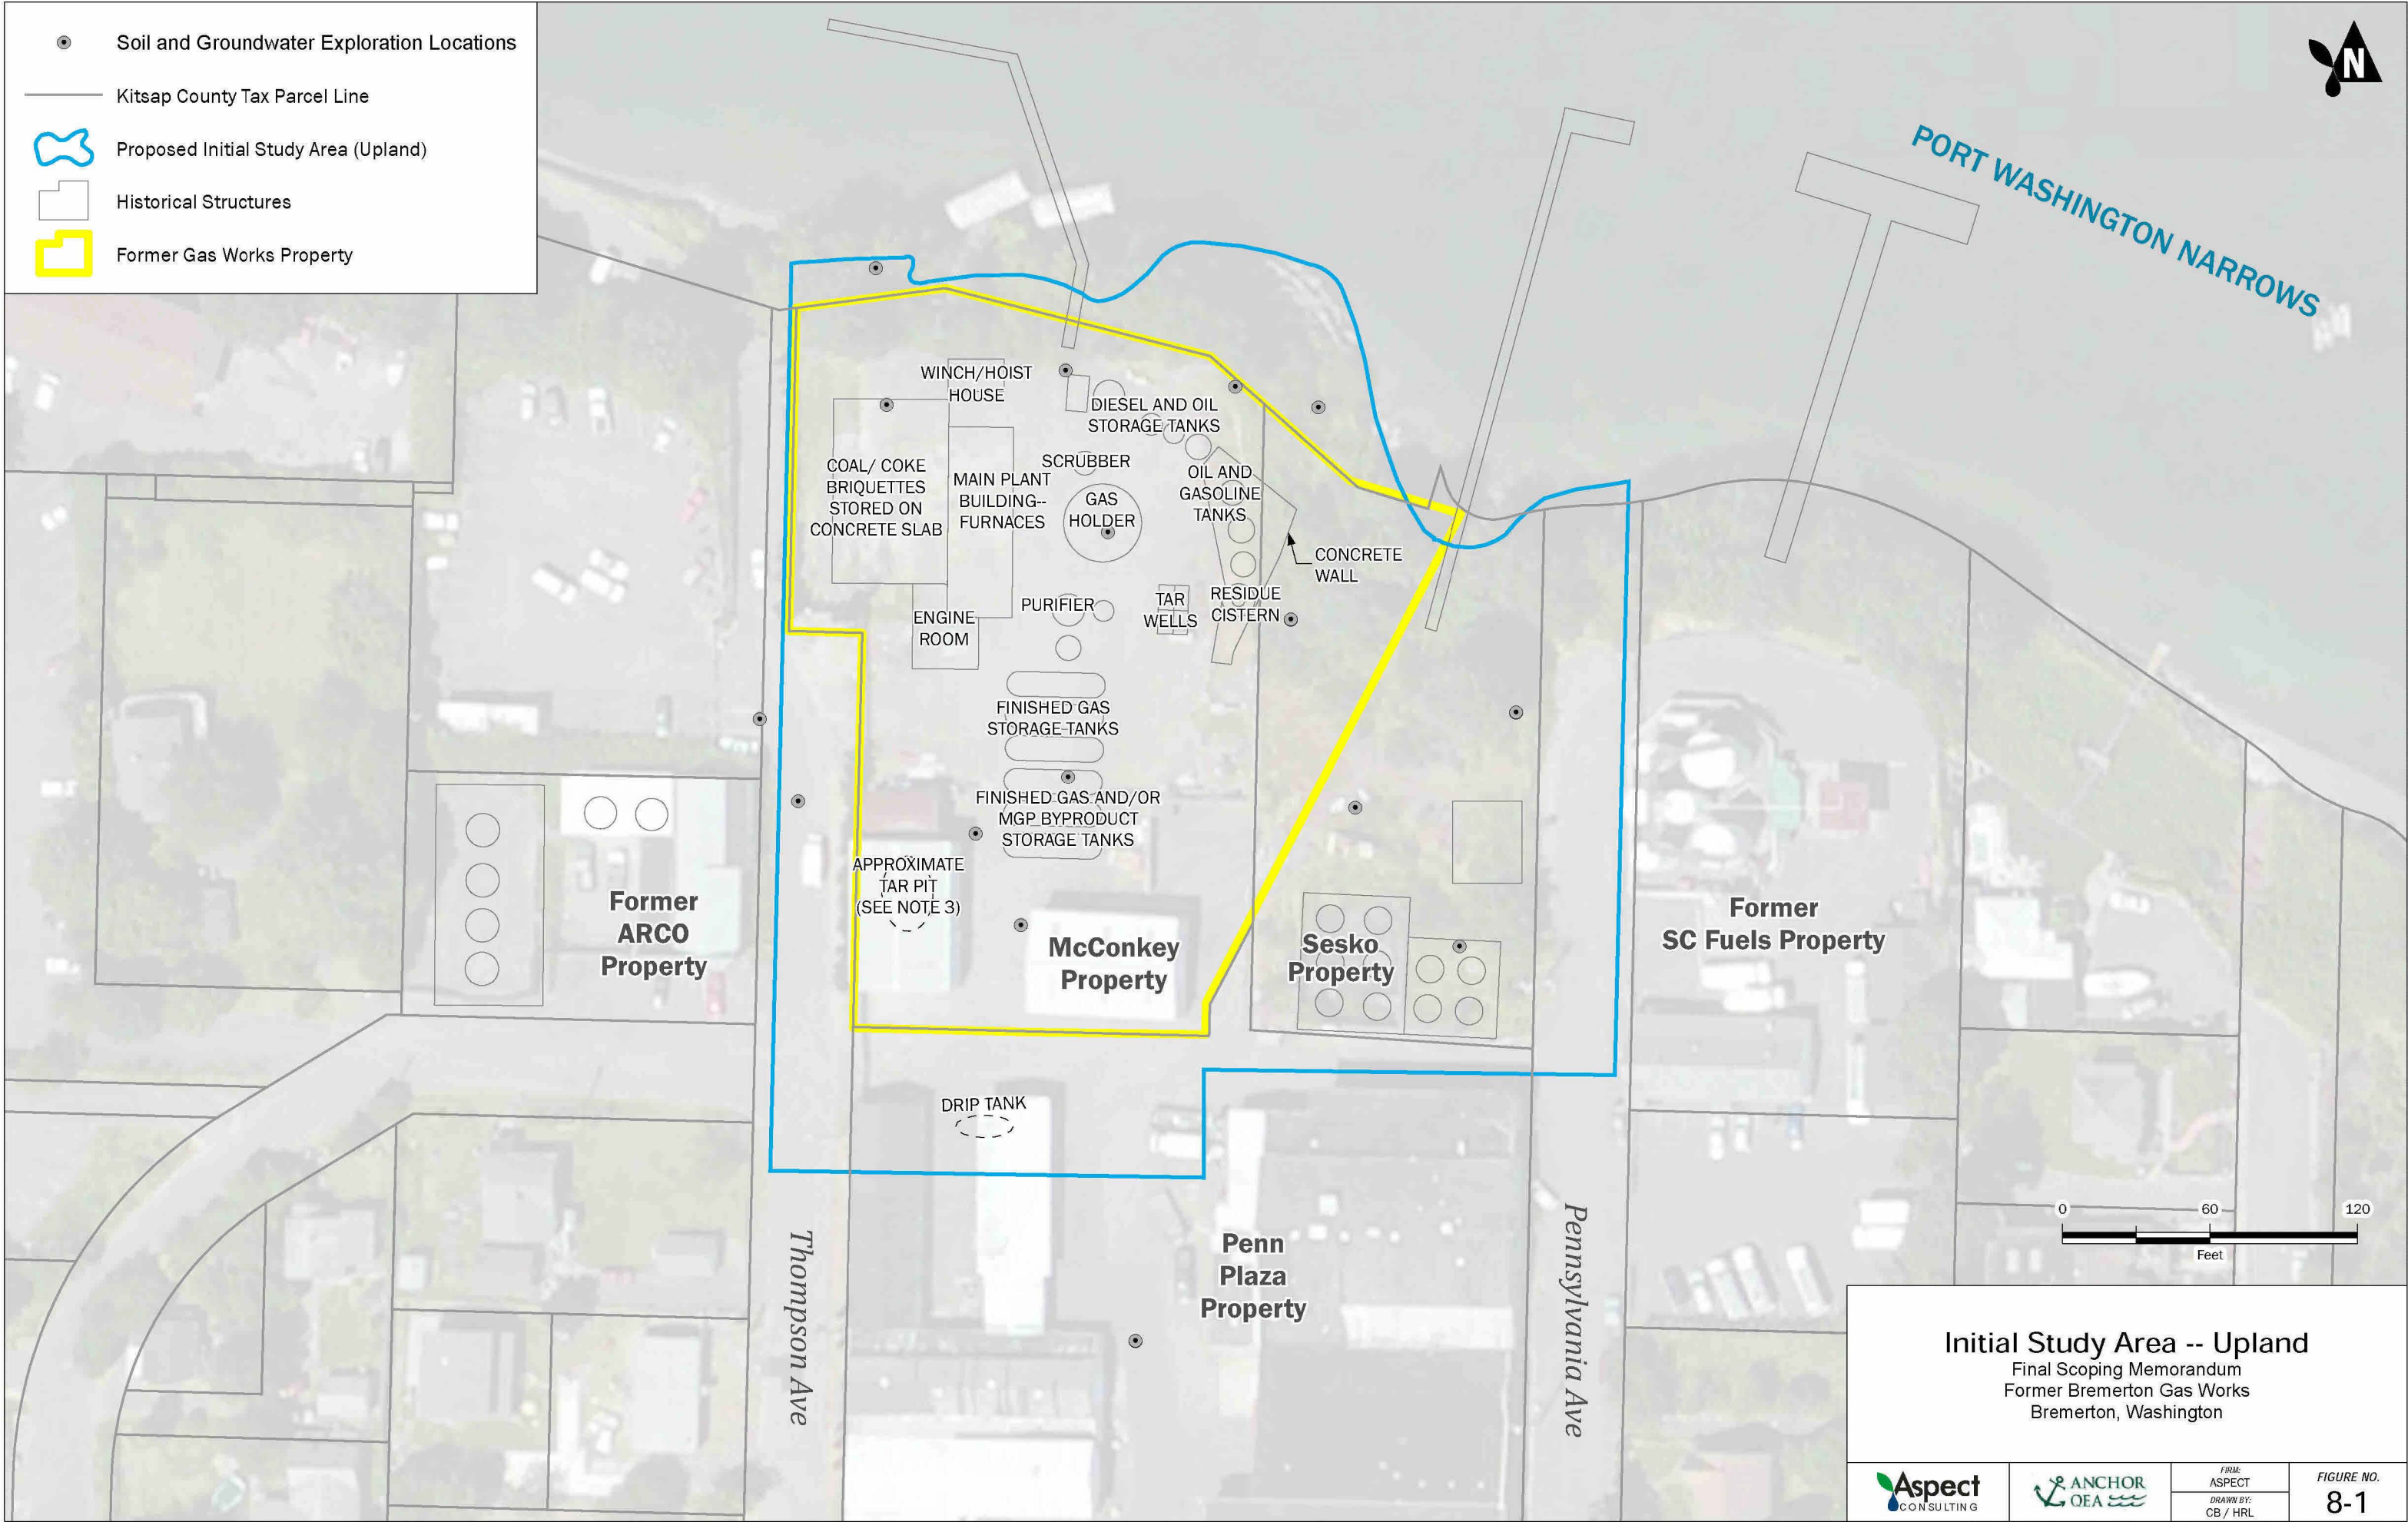 Soil and Groundwater Exploration Locations
Kitsap County Tax Parcel Line
Proposed Initial Study Area (Upland)
Historical Structures
Former Gas Works Property
N
PORT WASHINGTON NARROWS
WINCH/HOIST
HOUSE
DIESEL AND OIL
STORAGE TANKS
COAL/ COKE
BRIQUETTES
STORED ON
CONCRETE SLAB
MAIN PLANT
BUILDING--
FURNACES
SCRUBBER
GAS
HOLDER
OIL AND
GASOLINE
TANKS
CONCRETE
WALL
ENGINE
ROOM
PURIFIER
TAR
WELLS
RESIDUE
CISTERN
FINISHED GAS
STORAGE TANKS
FINISHED GAS AND/OR
MGP BYPRODUCT
STORAGE TANKS
APPROXIMATE
TAR PIT
(SEE NOTE 3)
Former
ARCO
Property
McConkey
Property
Sesko
Property
Former
SC Fuels Property
DRIP TANK
Penn
Plaza
Property
Thompson Ave
Pennsylvania Ave
0 60 120
Feet
Initial Study Area -- Upland
Final Scoping Memorandum
Former Bremerton Gas Works
Bremerton, Washington
Aspect
CONSULTING
ANCHOR
QEA
FIRM:
ASPECT
DRAWN BY:
CB / HRL
FIGURE NO.
8-1